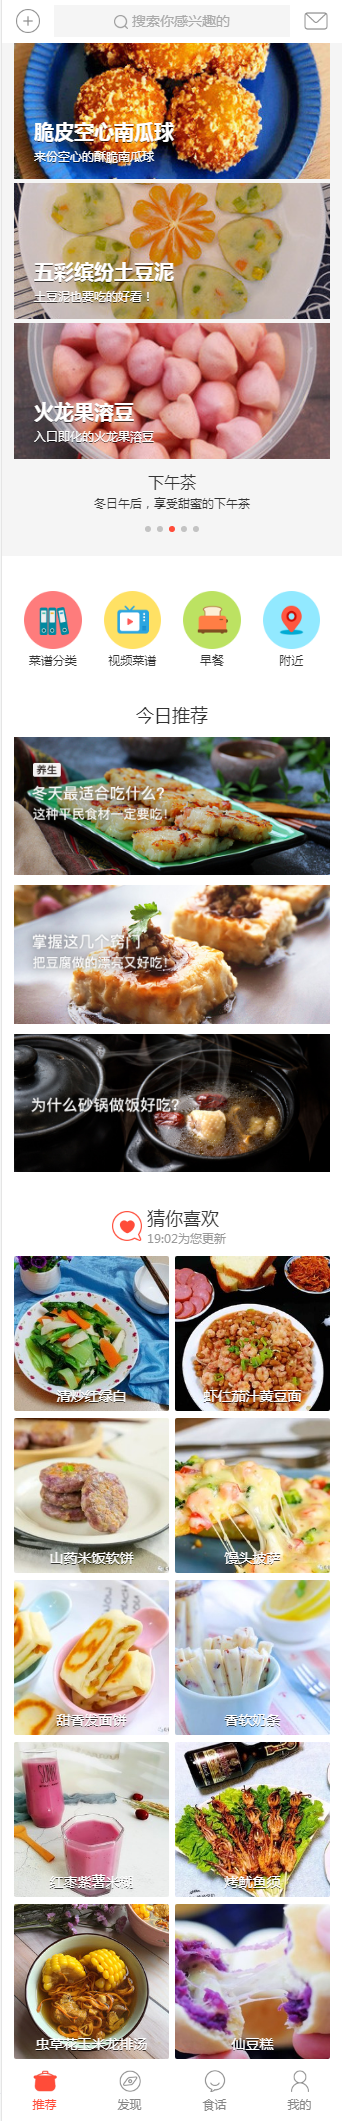 搜索你感兴趣的
脆皮空心南瓜球
来份空心的酥脆南瓜球
五彩缤纷土豆泥
土豆泥也要吃的好看！
火龙果溶豆
入口即化的火龙果溶豆
下午茶
冬日午后，享受甜蜜的下午茶
菜谱分类 视频菜谱 早餐 附近
今日推荐
养生
冬天最适合吃什么?
这种平民食材一定要吃!
掌握这几个窍门
把豆腐做的漂亮又好吃!
为什么砂锅做饭好吃?
猜你喜欢
19:02为您更新
清炒红绿白 虾仁茄汁黄豆面
山药米饭软饼 馒头披萨
甜香发面饼 香软奶条
红枣紫薯米糊 烤鱿鱼须
虫草花玉米龙排汤 仙豆糕
推荐 发现 食话 我的